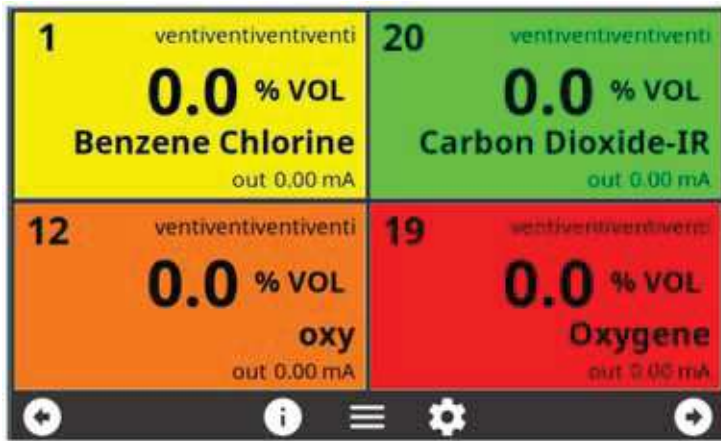 1 ventiventiventiventi
0.0 % VOL
Benzene Chlorine
out 0.00 mA
20 ventiventiventiventi
0.0 % VOL
Carbon Dioxide-IR
out 0.00 mA
12 ventiventiventiventi
0.0 % VOL
oxy
out 0.00 mA
19 ventiventiventiventi
0.0 % VOL
Oxygene
out 0.00 mA
i